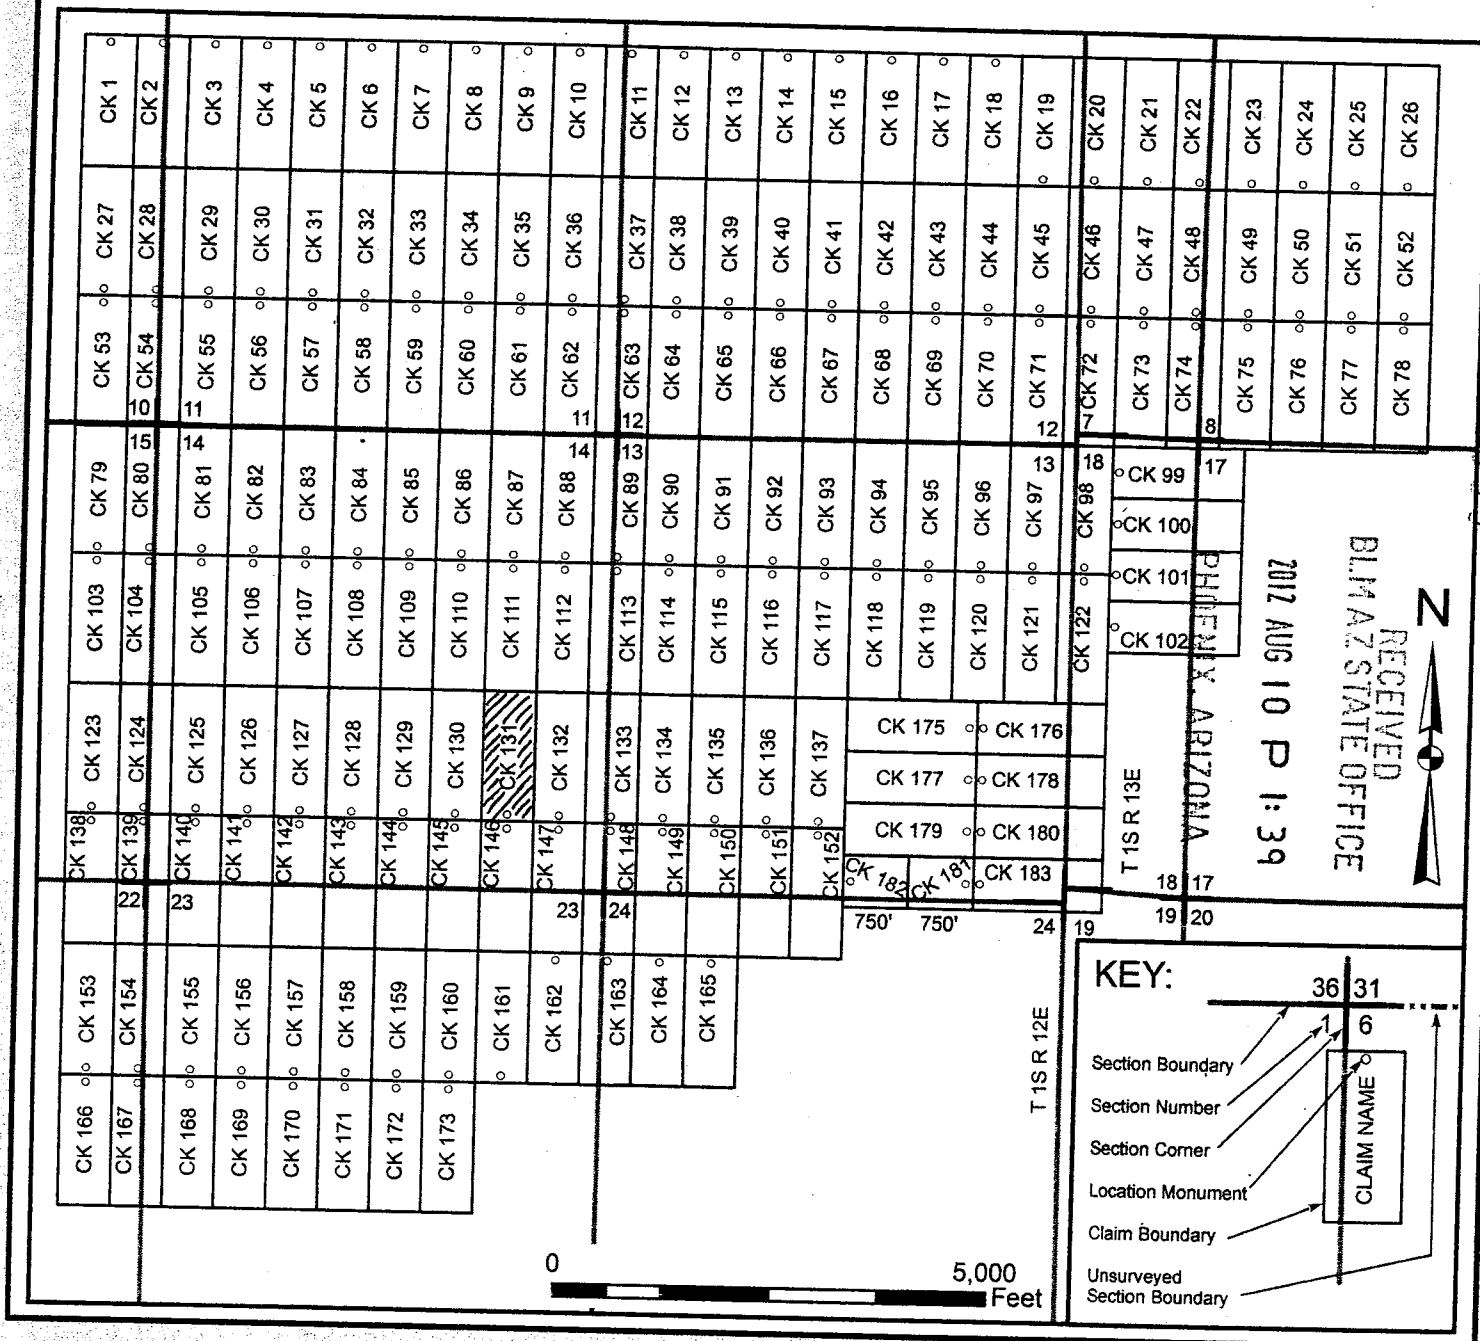 CK 1 CK 2 CK 3 CK 4 CK 5 CK 6 CK 7 CK 8 CK 9 CK 10 CK 11 CK 12 CK 13 CK 14 CK 15 CK 16 CK 17 CK 18 CK 19 CK 20 CK 21 CK 22 CK 23 CK 24 CK 25 CK 26
CK 27 CK 28 CK 29 CK 30 CK 31 CK 32 CK 33 CK 34 CK 35 CK 36 CK 37 CK 38 CK 39 CK 40 CK 41 CK 42 CK 43 CK 44 CK 45 CK 46 CK 47 CK 48 CK 49 CK 50 CK 51 CK 52
CK 53 CK 54 CK 55 CK 56 CK 57 CK 58 CK 59 CK 60 CK 61 CK 62 CK 63 CK 64 CK 65 CK 66 CK 67 CK 68 CK 69 CK 70 CK 71 CK 72 CK 73 CK 74 CK 75 CK 76 CK 77 CK 78
10 11 11 12 12 7 8
15 14 14 13 13 18 17
CK 79 CK 80 CK 81 CK 82 CK 83 CK 84 CK 85 CK 86 CK 87 CK 88 CK 89 CK 90 CK 91 CK 92 CK 93 CK 94 CK 95 CK 96 CK 97 CK 98
CK 99
CK 100
CK 101
CK 102
CK 103 CK 104 CK 105 CK 106 CK 107 CK 108 CK 109 CK 110 CK 111 CK 112 CK 113 CK 114 CK 115 CK 116 CK 117 CK 118 CK 119 CK 120 CK 121 CK 122
CK 123 CK 124 CK 125 CK 126 CK 127 CK 128 CK 129 CK 130 CK 131 CK 132 CK 133 CK 134 CK 135 CK 136 CK 137
CK 175 CK 176
CK 177 CK 178
CK 179 CK 180
CK 182 CK 181 CK 183
CK 138 CK 139 CK 140 CK 141 CK 142 CK 143 CK 144 CK 145 CK 146 CK 147 CK 148 CK 149 CK 150 CK 151 CK 152
18 17
22 23 23 24 24 19 19 20
750' 750'
CK 153 CK 154 CK 155 CK 156 CK 157 CK 158 CK 159 CK 160 CK 161 CK 162 CK 163 CK 164 CK 165
CK 166 CK 167 CK 168 CK 169 CK 170 CK 171 CK 172 CK 173
T 1S R 13E
T 1S R 12E
RECEIVED
BLM AZ STATE OFFICE
2012 AUG 10 P 1:39
PHOENIX, ARIZONA
N
KEY:
36 31
1 6
Section Boundary
Section Number
Section Corner
Location Monument
Claim Boundary
Unsurveyed
Section Boundary
CLAIM NAME
0 5,000
Feet